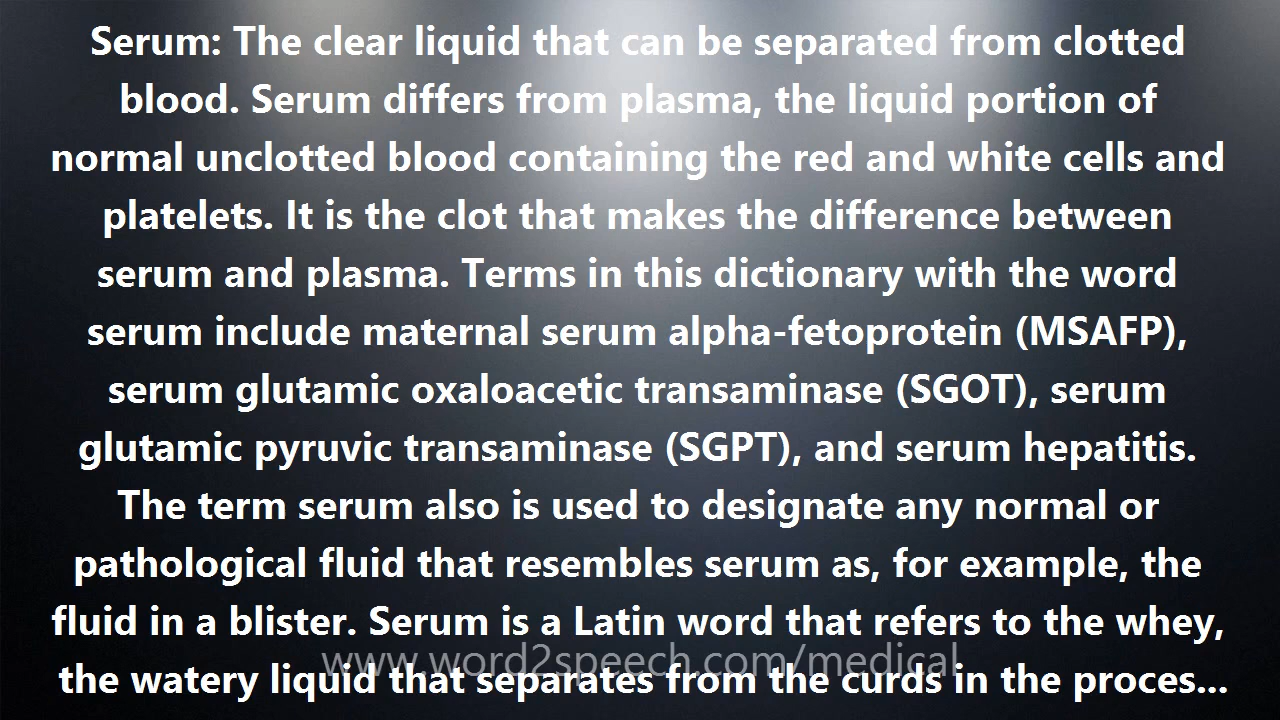 Serum: The clear liquid that can be separated from clotted
blood. Serum differs from plasma, the liquid portion of
normal unclotted blood containing the red and white cells and
platelets. It is the clot that makes the difference between
serum and plasma. Terms in this dictionary with the word
serum include maternal serum alpha-fetoprotein (MSAFP),
serum glutamic oxaloacetic transaminase (SGOT), serum
glutamic pyruvic transaminase (SGPT), and serum hepatitis.
The term serum also is used to designate any normal or
pathological fluid that resembles serum as, for example, the
fluid in a blister. Serum is a Latin word that refers to the whey,
www.word2speech.com/medical
the watery liquid that separates from the curds in the proces...